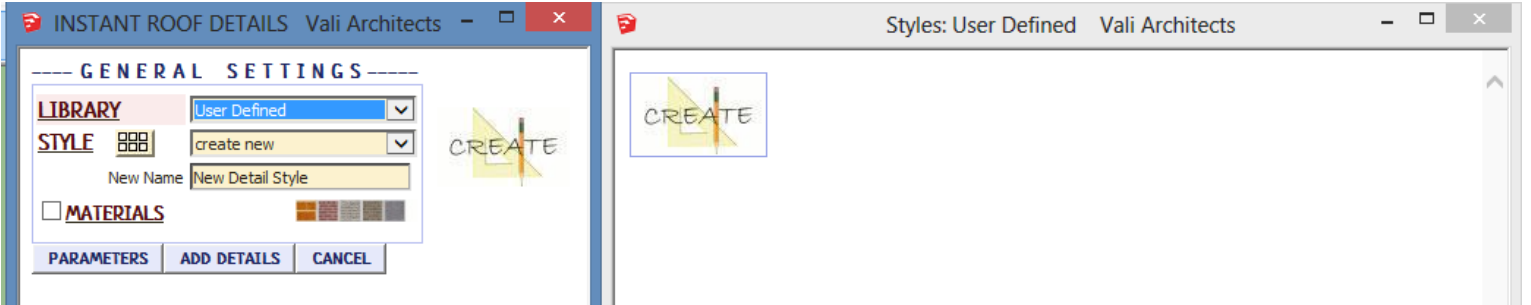 INSTANT ROOF DETAILS Vali Architects
---- GENERAL SETTINGS-----
LIBRARY User Defined
STYLE create new
New Name New Detail Style
MATERIALS
PARAMETERS ADD DETAILS CANCEL
CREATE
Styles: User Defined Vali Architects
CREATE